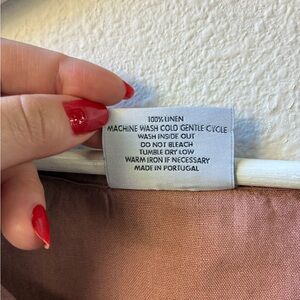 100% LINEN
MACHINE WASH COLD GENTLE CYCLE
WASH INSIDE OUT
DO NOT BLEACH
TUMBLE DRY LOW
WARM IRON IF NECESSARY
MADE IN PORTUGAL